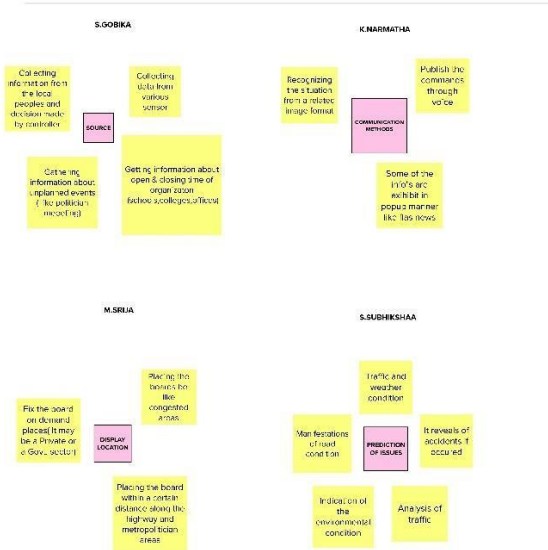 S.GOBIKA
Collecting
information from
the local
peoples and
decision made
by controller
Collecting
data from
various
sensor
SOURCE
Gathering
information about
unplanned events
( like politician
meeeting)
Getting information about
open & closing time of
organizaton
(schools,colleges,offices)
K.NARMATHA
Recognizing
the situation
from a related
image format
Publish the
commands
through
voice
COMMUNICATION
METHODS
Some of the
info's are
exhibit in
popup manner
like flas news
M.SRIJA
Placing the
boards be
like
congested
areas
Fix the board
on demand
places( It may
be a Private or
a Govt. sector)
DISPLAY
LOCATION
Placing the board
within a certain
distance along the
highway and
metropolitician
areas
S.SUBHIKSHAA
Traffic and
weather
condition
Manifestations
of road
condition
PREDICTION
OF ISSUES
It reveals of
accidents if
occured
Indication of
the
environmental
condition
Analysis of
traffic